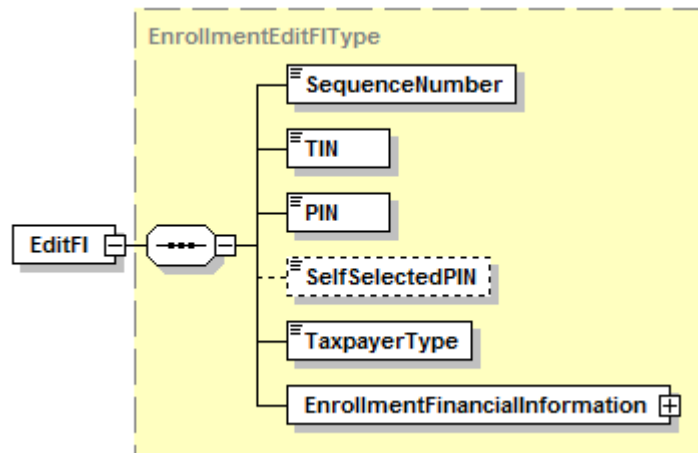 EnrollmentEditFIType
SequenceNumber
TIN
PIN
EditFI
SelfSelectedPIN
TaxpayerType
EnrollmentFinancialInformation